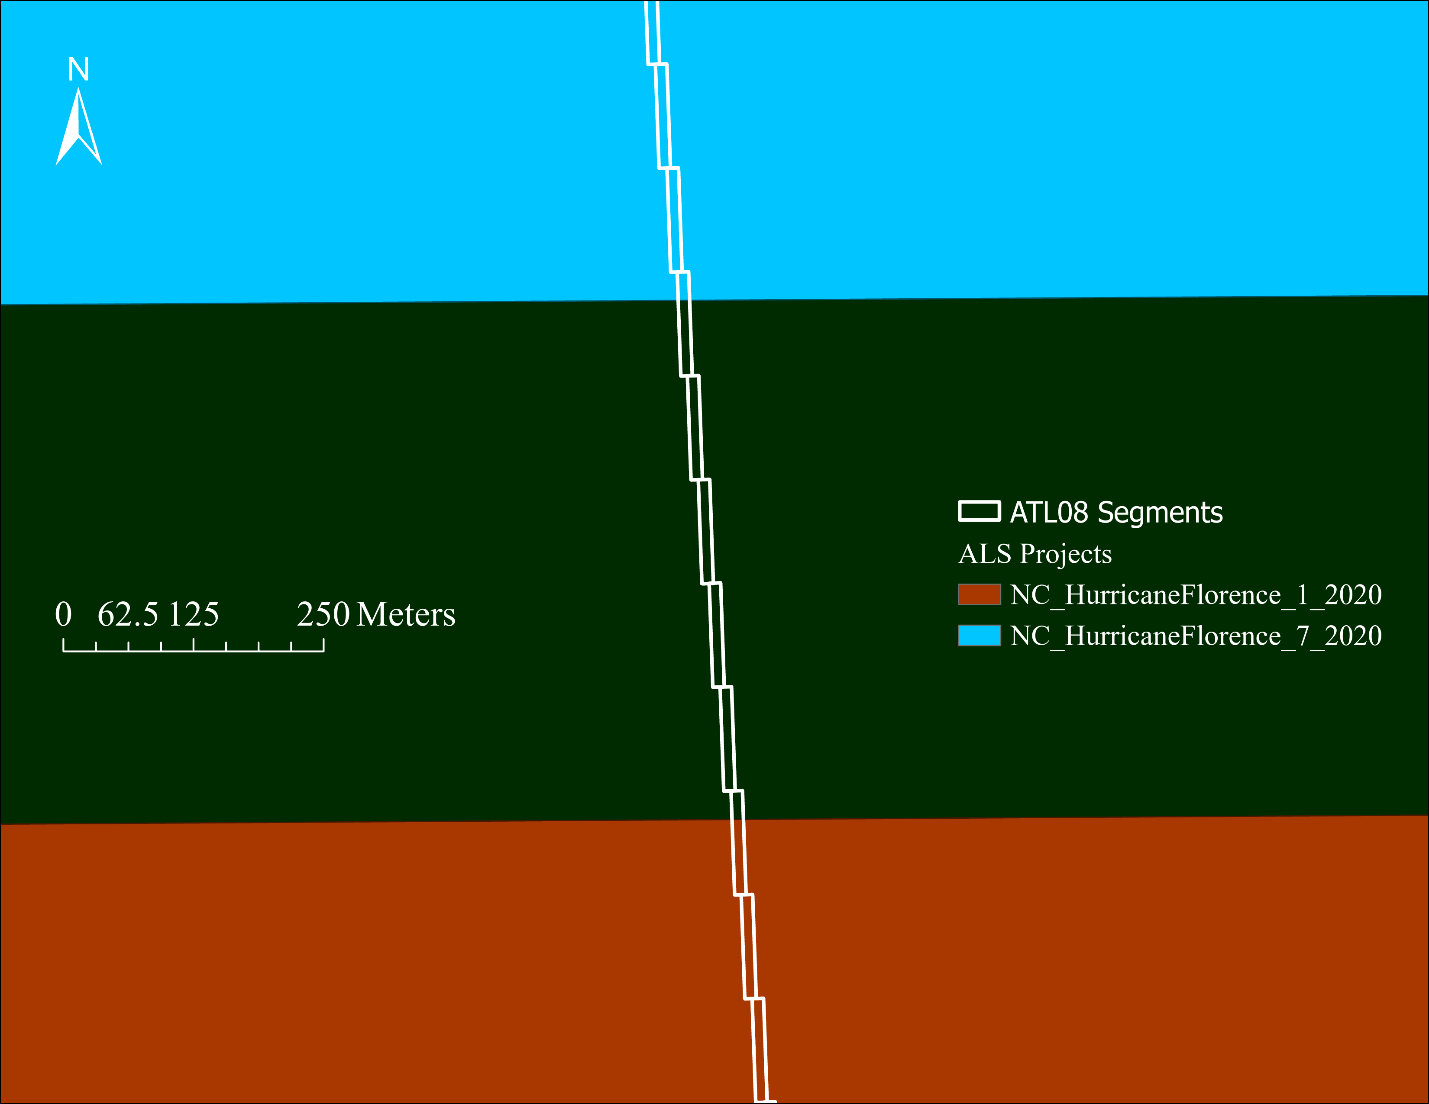 N
0 62.5 125 250 Meters
ATL08 Segments
ALS Projects
NC_HurricaneFlorence_1_2020
NC_HurricaneFlorence_7_2020